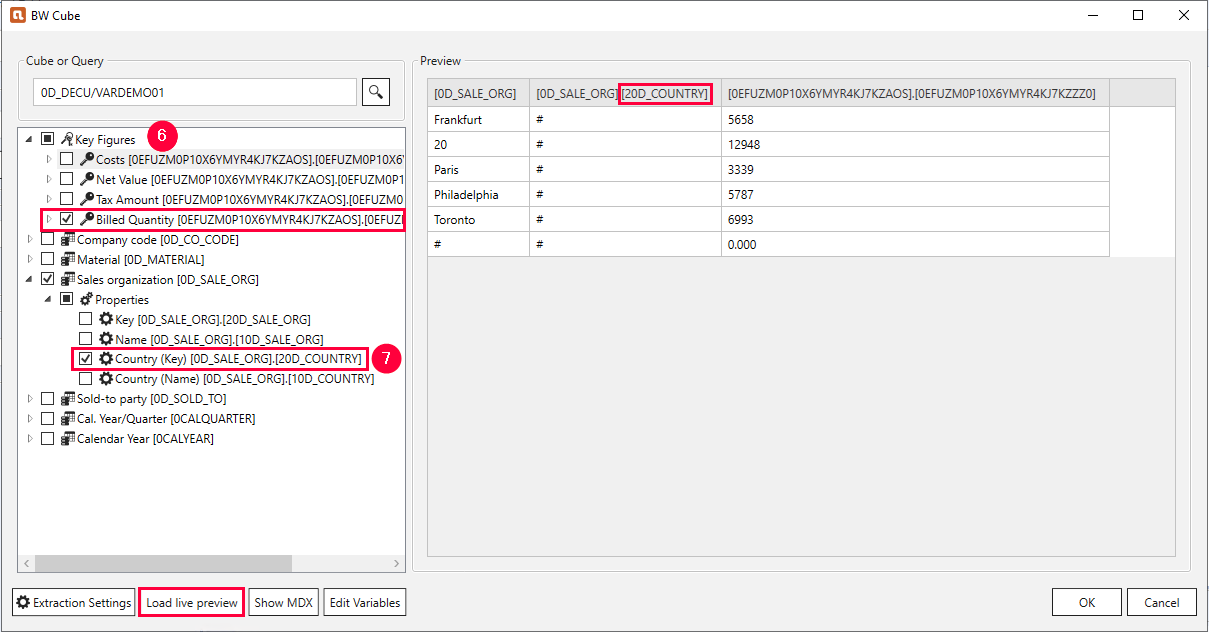 BW Cube
Cube or Query
0D_DECU/VARDEMO01
Key Figures
6
Costs [0EFUZM0P10X6YMYR4KJ7KZAOS].[0EFUZM0P10X6Y
Net Value [0EFUZM0P10X6YMYR4KJ7KZAOS].[0EFUZM0P1
Tax Amount [0EFUZM0P10X6YMYR4KJ7KZAOS].[0EFUZM0
Billed Quantity [0EFUZM0P10X6YMYR4KJ7KZAOS].[0EFUZ
Company code [0D_CO_CODE]
Material [0D_MATERIAL]
Sales organization [0D_SALE_ORG]
Properties
Key [0D_SALE_ORG].[20D_SALE_ORG]
Name [0D_SALE_ORG].[10D_SALE_ORG]
Country (Key) [0D_SALE_ORG].[20D_COUNTRY]
7
Country (Name) [0D_SALE_ORG].[10D_COUNTRY]
Sold-to party [0D_SOLD_TO]
Cal. Year/Quarter [0CALQUARTER]
Calendar Year [0CALYEAR]
Preview
[0D_SALE_ORG] [0D_SALE_ORG].[20D_COUNTRY] [0EFUZM0P10X6YMYR4KJ7KZAOS].[0EFUZM0P10X6YMYR4KJ7KZZZ0]
Frankfurt # 5658
20 # 12948
Paris # 3339
Philadelphia # 5787
Toronto # 6993
# # 0.000
Extraction Settings
Load live preview
Show MDX
Edit Variables
OK
Cancel